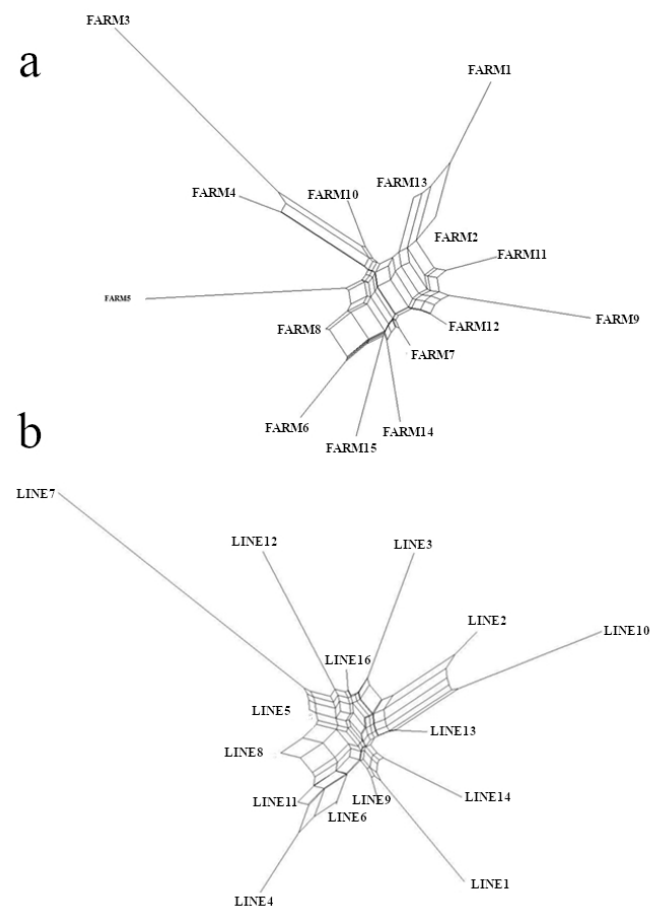 FARM3
a
FARM1
FARM13
FARM4
FARM10
FARM2
FARM11
FARM5
FARM9
FARM8
FARM12
FARM7
FARM6
FARM14
FARM15
b
LINE7
LINE12
LINE3
LINE2
LINE10
LINE16
LINE5
LINE13
LINE8
LINE14
LINE11
LINE9
LINE6
LINE1
LINE4